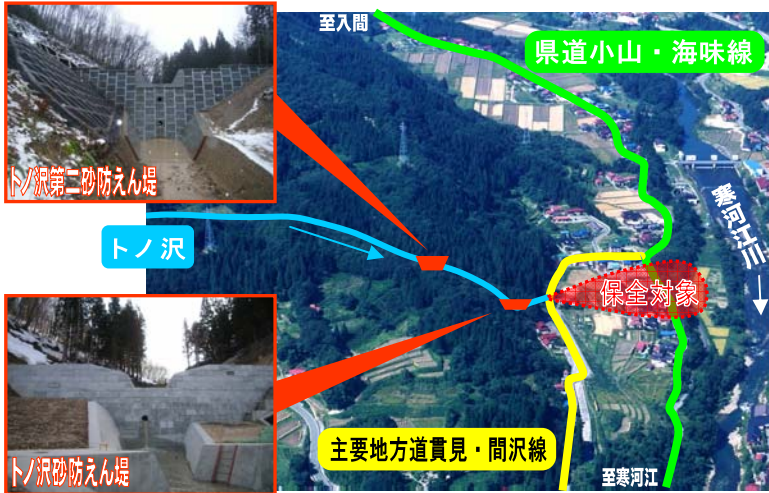 至入間
県道小山・海味線
トノ沢第二砂防えん堤
寒河江川
トノ沢
保全対象
トノ沢砂防えん堤
主要地方道貫見・間沢線
至寒河江